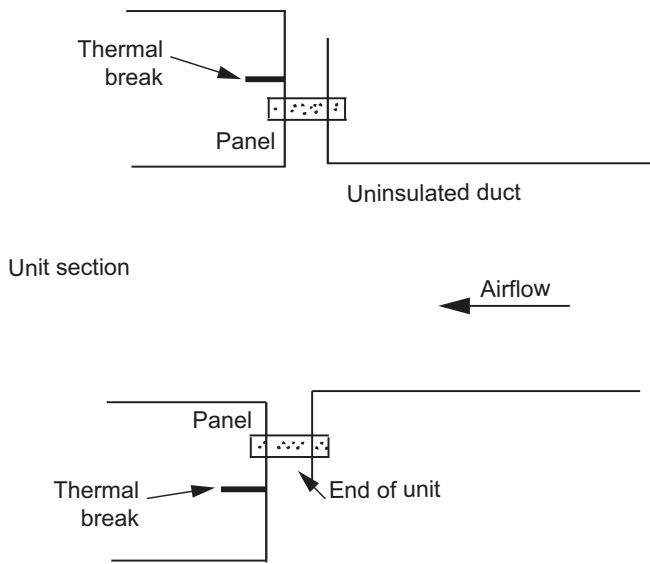 Thermal
break
Panel
Uninsulated duct
Unit section
Airflow
Panel
Thermal
break
End of unit